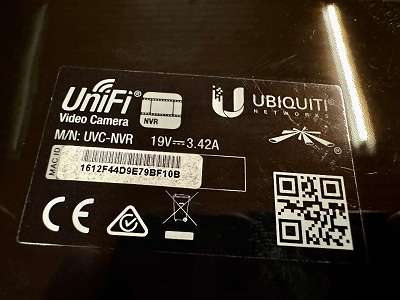 UniFi
Video Camera
NVR
UBIQUITI
NETWORKS
M/N: UVC-NVR 19V⎓3.42A
MAC ID
1612F44D9E79BF10B
CE